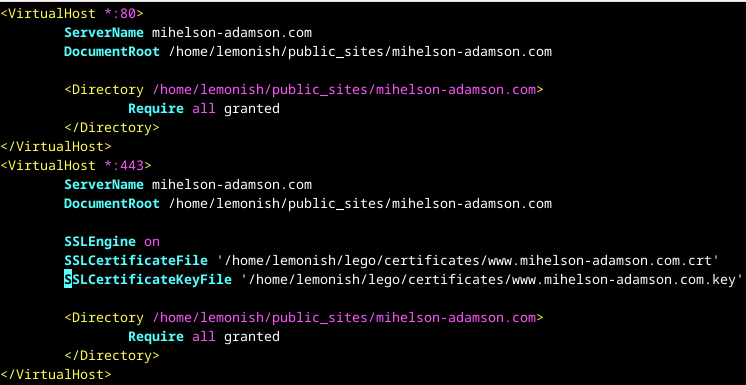 <VirtualHost *:80>
        ServerName mihelson-adamson.com
        DocumentRoot /home/lemonish/public_sites/mihelson-adamson.com

        <Directory /home/lemonish/public_sites/mihelson-adamson.com>
                Require all granted
        </Directory>
</VirtualHost>
<VirtualHost *:443>
        ServerName mihelson-adamson.com
        DocumentRoot /home/lemonish/public_sites/mihelson-adamson.com

        SSLEngine on
        SSLCertificateFile '/home/lemonish/lego/certificates/www.mihelson-adamson.com.crt'
        SSLCertificateKeyFile '/home/lemonish/lego/certificates/www.mihelson-adamson.com.key'

        <Directory /home/lemonish/public_sites/mihelson-adamson.com>
                Require all granted
        </Directory>
</VirtualHost>